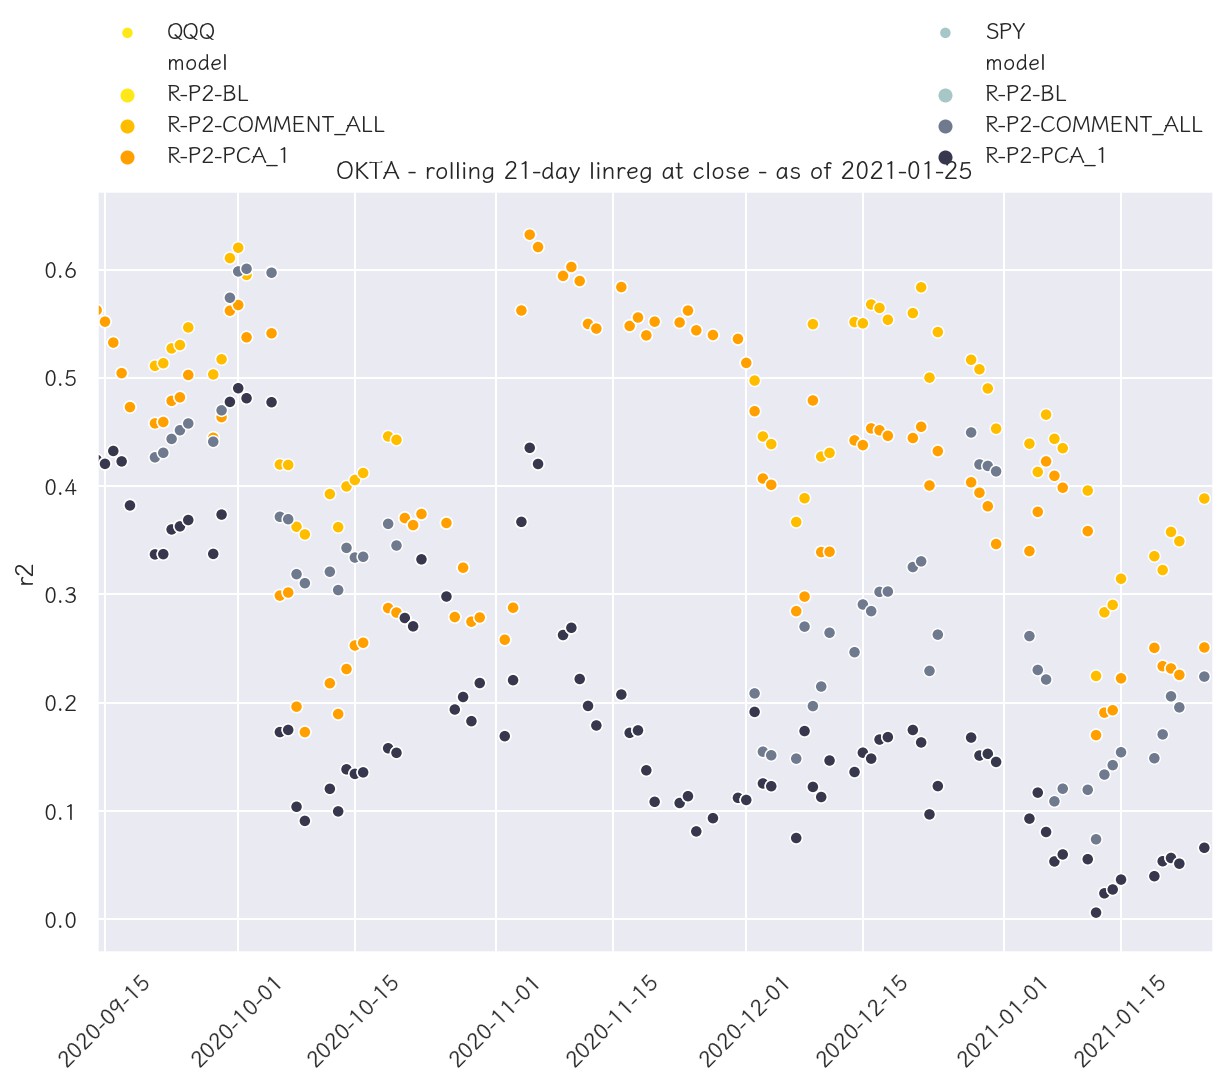 QQQ
model
R-P2-BL
R-P2-COMMENT_ALL
R-P2-PCA_1
SPY
model
R-P2-BL
R-P2-COMMENT_ALL
R-P2-PCA_1
OKTA - rolling 21-day linreg at close - as of 2021-01-25
0.6
0.5
0.4
0.3
0.2
0.1
0.0
r2
2020-09-15
2020-10-01
2020-10-15
2020-11-01
2020-11-15
2020-12-01
2020-12-15
2021-01-01
2021-01-15